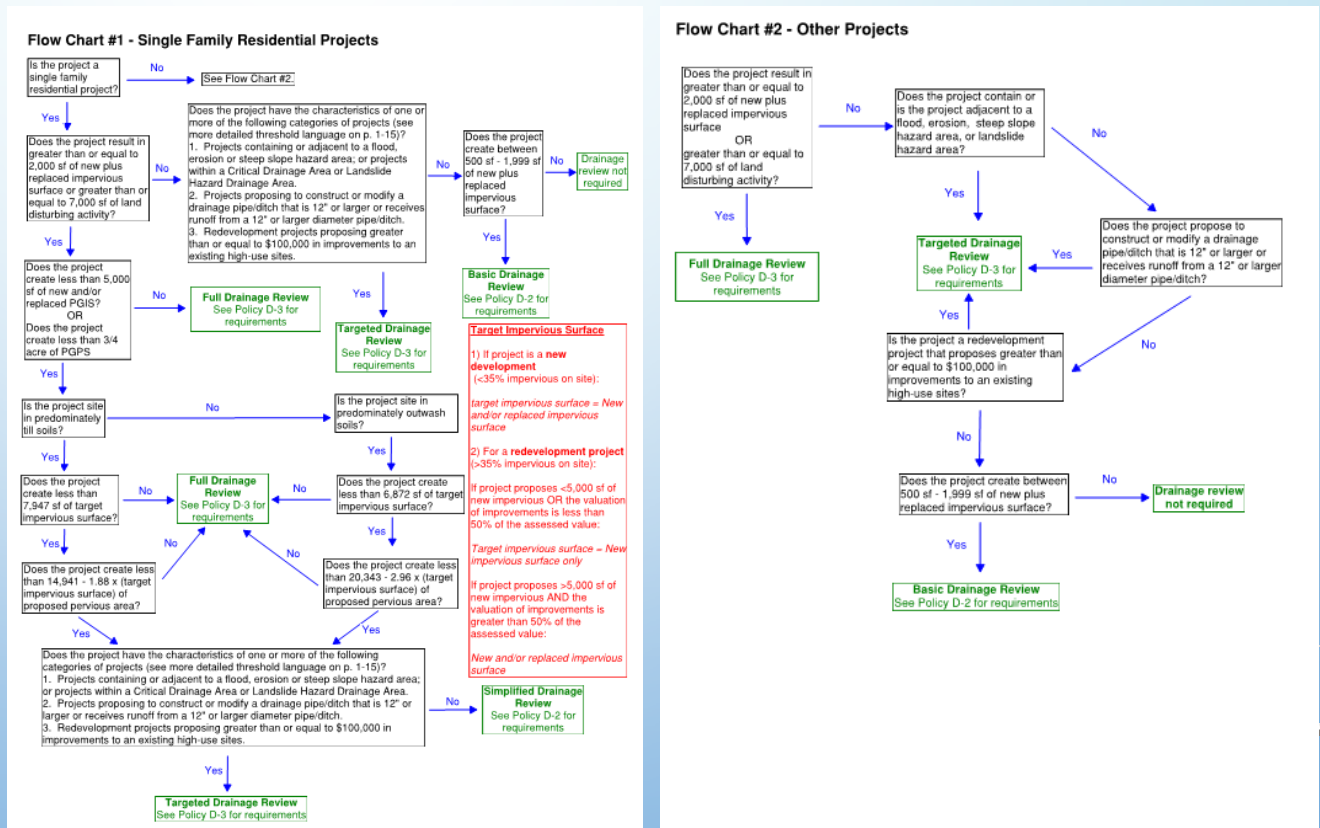 Flow Chart #1 - Single Family Residential Projects
Is the project a
single family
residential project?
No
See Flow Chart #2.
Yes
Does the project result in
greater than or equal to
2,000 sf of new plus
replaced impervious
surface or greater than or
equal to 7,000 sf of land
disturbing activity?
No
Does the project have the characteristics of one or
more of the following categories of projects (see
more detailed threshold language on p. 1-15)?
1. Projects containing or adjacent to a flood,
erosion or steep slope hazard area; or projects
within a Critical Drainage Area or Landslide
Hazard Drainage Area.
2. Projects proposing to construct or modify a
drainage pipe/ditch that is 12" or larger or receives
runoff from a 12" or larger diameter pipe/ditch.
3. Redevelopment projects proposing greater
than or equal to $100,000 in improvements to an
existing high-use sites.
No
Does the project
create between
500 sf - 1,999 sf
of new plus
replaced
impervious
surface?
No
Drainage
review not
required
Yes
Basic Drainage
Review
See Policy D-2 for
requirements
Yes
Targeted Drainage
Review
See Policy D-3 for
requirements
Yes
Does the project
create less than 5,000
sf of new and/or
replaced PGIS?
OR
Does the project
create less than 3/4
acre of PGPS
No
Full Drainage Review
See Policy D-3 for
requirements
Yes
Is the project site
in predominately
till soils?
No
Is the project site in
predominately outwash
soils?
Yes
Yes
Does the project
create less than
7,947 sf of target
impervious surface?
No
Full Drainage
Review
See Policy D-3 for
requirements
No
Does the project create
less than 6,872 sf of target
impervious surface?
Yes
No
No
Yes
Does the project create less
than 14,941 - 1.88 x (target
impervious surface) of
proposed pervious area?
Does the project create less
than 20,343 - 2.96 x (target
impervious surface) of
proposed pervious area?
Yes
Yes
Does the project have the characteristics of one or more of the following
categories of projects (see more detailed threshold language on p. 1-15)?
1. Projects containing or adjacent to a flood, erosion or steep slope hazard area;
or projects within a Critical Drainage Area or Landslide Hazard Drainage Area.
2. Projects proposing to construct or modify a drainage pipe/ditch that is 12" or
larger or receives runoff from a 12" or larger diameter pipe/ditch.
3. Redevelopment projects proposing greater than or equal to $100,000 in
improvements to an existing high-use sites.
No
Simplified Drainage
Review
See Policy D-2 for
requirements
Yes
Targeted Drainage Review
See Policy D-3 for requirements
Target Impervious Surface
1) If project is a new
development
(<35% impervious on site):
target impervious surface = New
and/or replaced impervious
surface
2) For a redevelopment project
(>35% impervious on site):
If project proposes <5,000 sf of
new impervious OR the valuation
of improvements is less than
50% of the assessed value:
Target impervious surface = New
impervious surface only
If project proposes >5,000 sf of
new impervious AND the
valuation of improvements is
greater than 50% of the
assessed value:
New and/or replaced impervious
surface
Flow Chart #2 - Other Projects
Does the project result in
greater than or equal to
2,000 sf of new plus
replaced impervious
surface
OR
greater than or equal to
7,000 sf of land
disturbing activity?
No
Does the project contain or
is the project adjacent to a
flood, erosion, steep slope
hazard area, or landslide
hazard area?
No
Yes
Full Drainage Review
See Policy D-3 for
requirements
Yes
Targeted Drainage
Review
See Policy D-3 for
requirements
Yes
Does the project propose to
construct or modify a drainage
pipe/ditch that is 12" or larger or
receives runoff from a 12" or larger
diameter pipe/ditch?
Yes
No
Is the project a redevelopment
project that proposes greater than
or equal to $100,000 in
improvements to an existing
high-use sites?
No
Does the project create between
500 sf - 1,999 sf of new plus
replaced impervious surface?
No
Drainage review
not required
Yes
Basic Drainage Review
See Policy D-2 for requirements